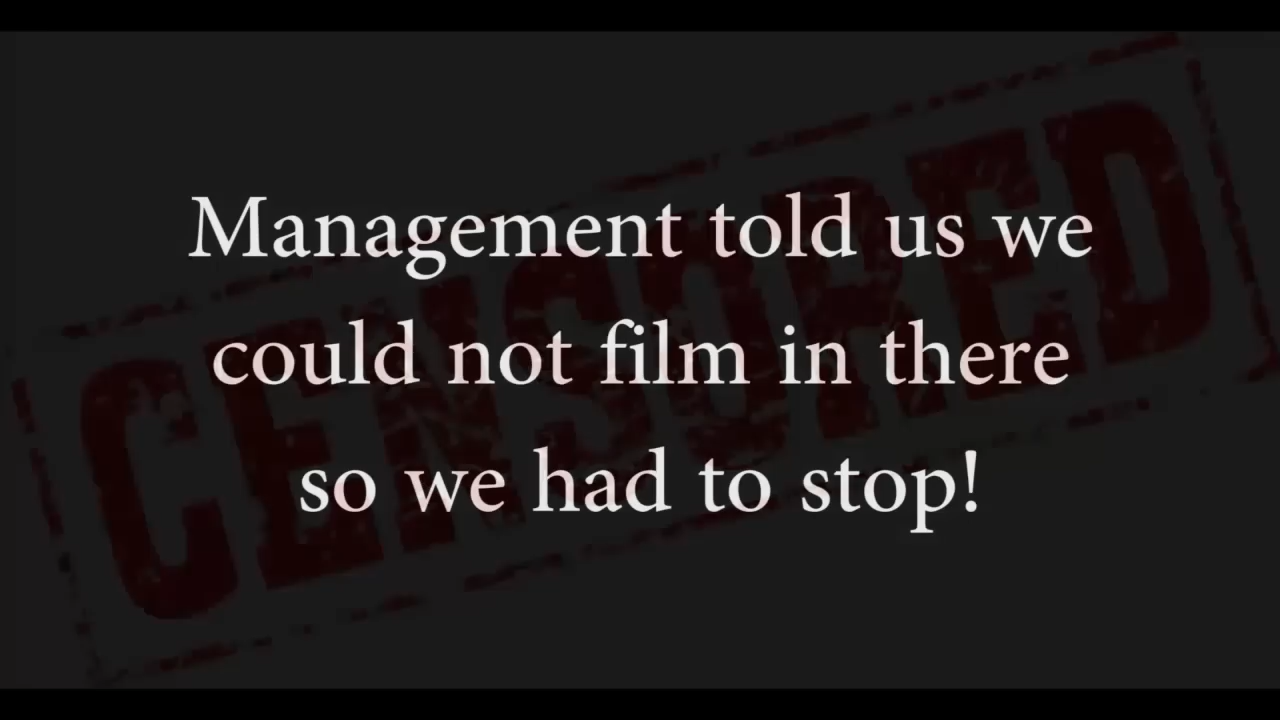 CENSORED
Management told us we
could not film in there
so we had to stop!